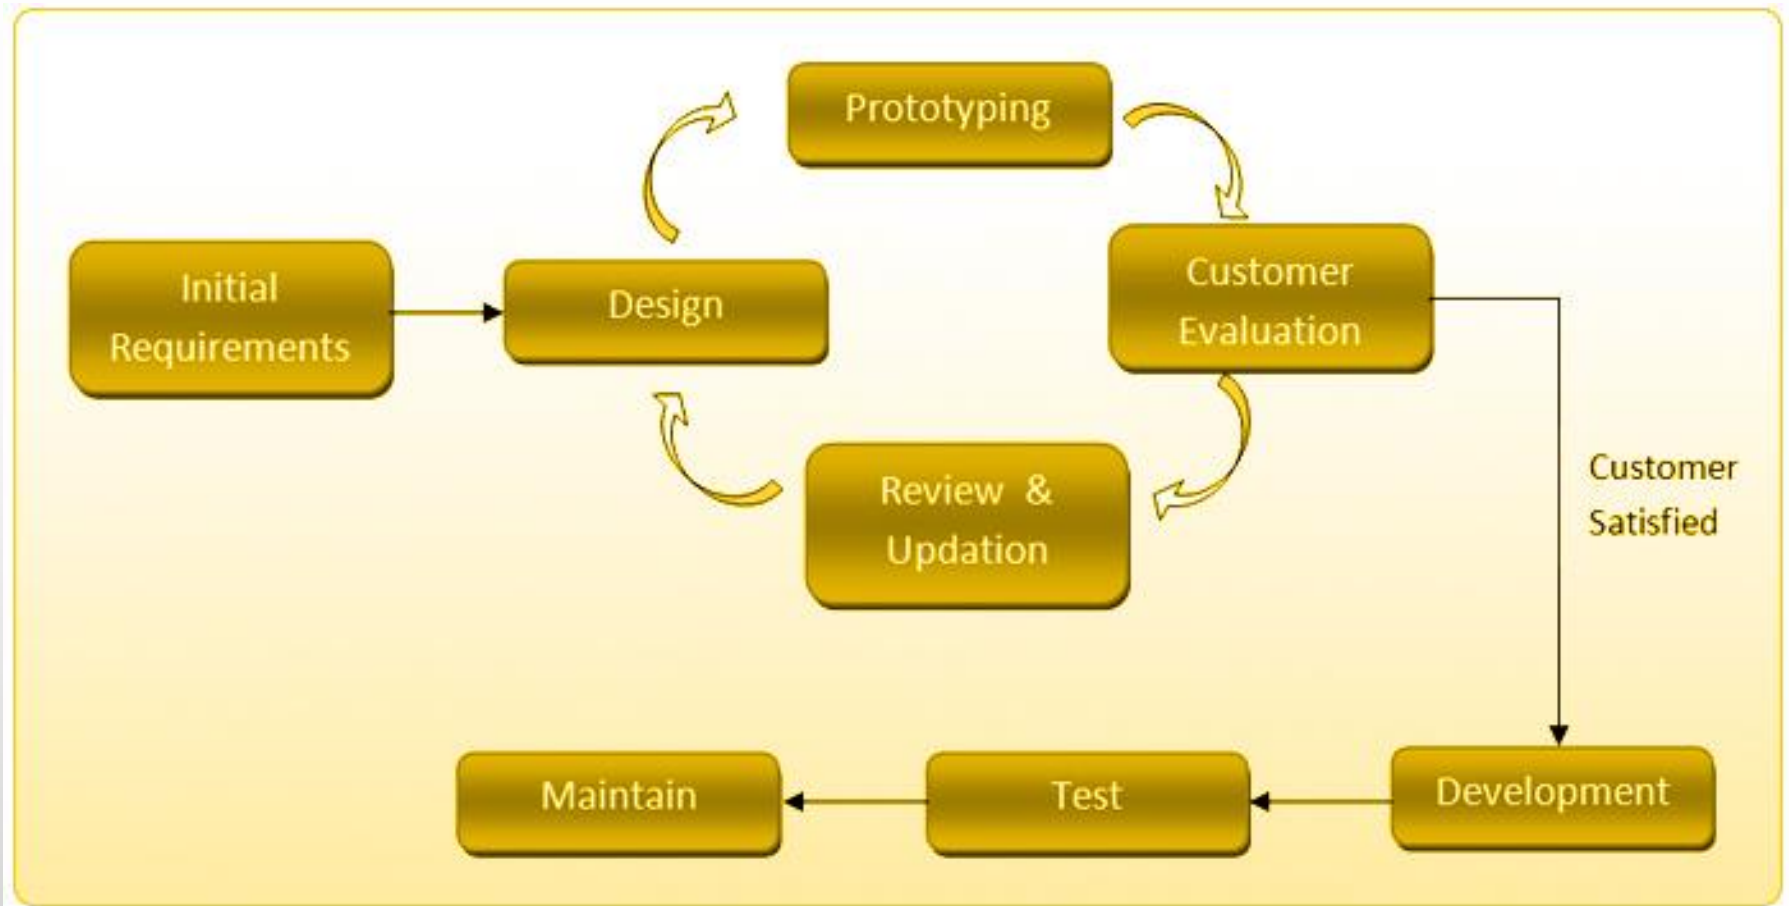 Prototyping
Initial
Requirements
Design
Customer
Evaluation
Review & 
Updation
Customer
Satisfied
Maintain
Test
Development